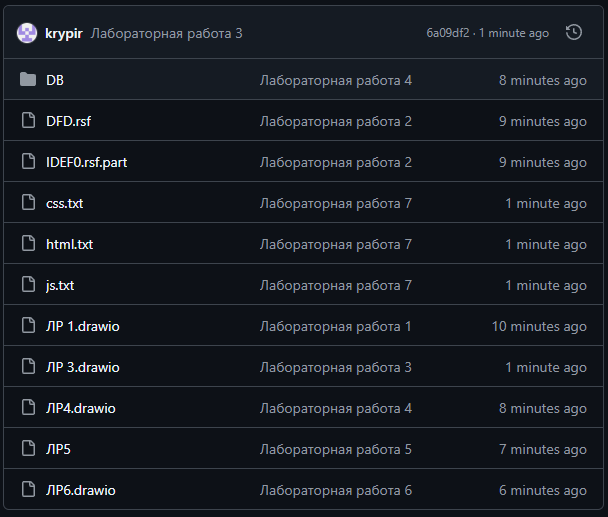 krypir Лабораторная работа 3 6a09df2 · 1 minute ago
DB Лабораторная работа 4 8 minutes ago
DFD.rsf Лабораторная работа 2 9 minutes ago
IDEF0.rsf.part Лабораторная работа 2 9 minutes ago
css.txt Лабораторная работа 7 1 minute ago
html.txt Лабораторная работа 7 1 minute ago
js.txt Лабораторная работа 7 1 minute ago
ЛР 1.drawio Лабораторная работа 1 10 minutes ago
ЛР 3.drawio Лабораторная работа 3 1 minute ago
ЛР4.drawio Лабораторная работа 4 8 minutes ago
ЛР5 Лабораторная работа 5 7 minutes ago
ЛР6.drawio Лабораторная работа 6 6 minutes ago